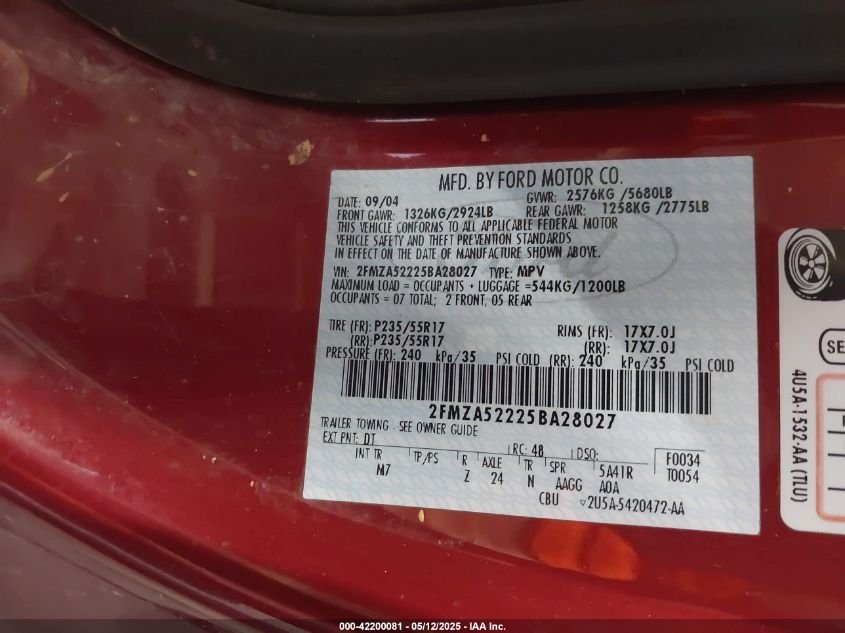 MFD. BY FORD MOTOR CO.
DATE: 09/04 GVWR: 2576KG /5680LB
FRONT GAWR: 1326KG/2924LB REAR GAWR: 1258KG /2775LB
THIS VEHICLE CONFORMS TO ALL APPLICABLE FEDERAL MOTOR
VEHICLE SAFETY AND THEFT PREVENTION STANDARDS
IN EFFECT ON THE DATE OF MANUFACTURE SHOWN ABOVE.
VIN: 2FMZA52225BA28027 TYPE: MPV
MAXIMUM LOAD = OCCUPANTS + LUGGAGE =544KG/1200LB
OCCUPANTS = 07 TOTAL; 2 FRONT, 05 REAR
TIRE (FR): P235/55R17 RIMS (FR): 17X7.0J
(RR): P235/55R17 (RR): 17X7.0J
PRESSURE (FR): 240 kPa/35 PSI COLD (RR): 240 kPa/35 PSI COLD
2FMZA52225BA28027
TRAILER TOWING - SEE OWNER GUIDE
EXT PNT: DT RC: 48 DSO: F0034
INT TR TP/PS R AXLE TR SPR 5A41R T0054
M7 Z 24 N AAGG A0A
CBU 2U5A-5420472-AA
4U5A-1532-AA (TLU)
SE
000-42200081 - 05/12/2025 - IAA Inc.